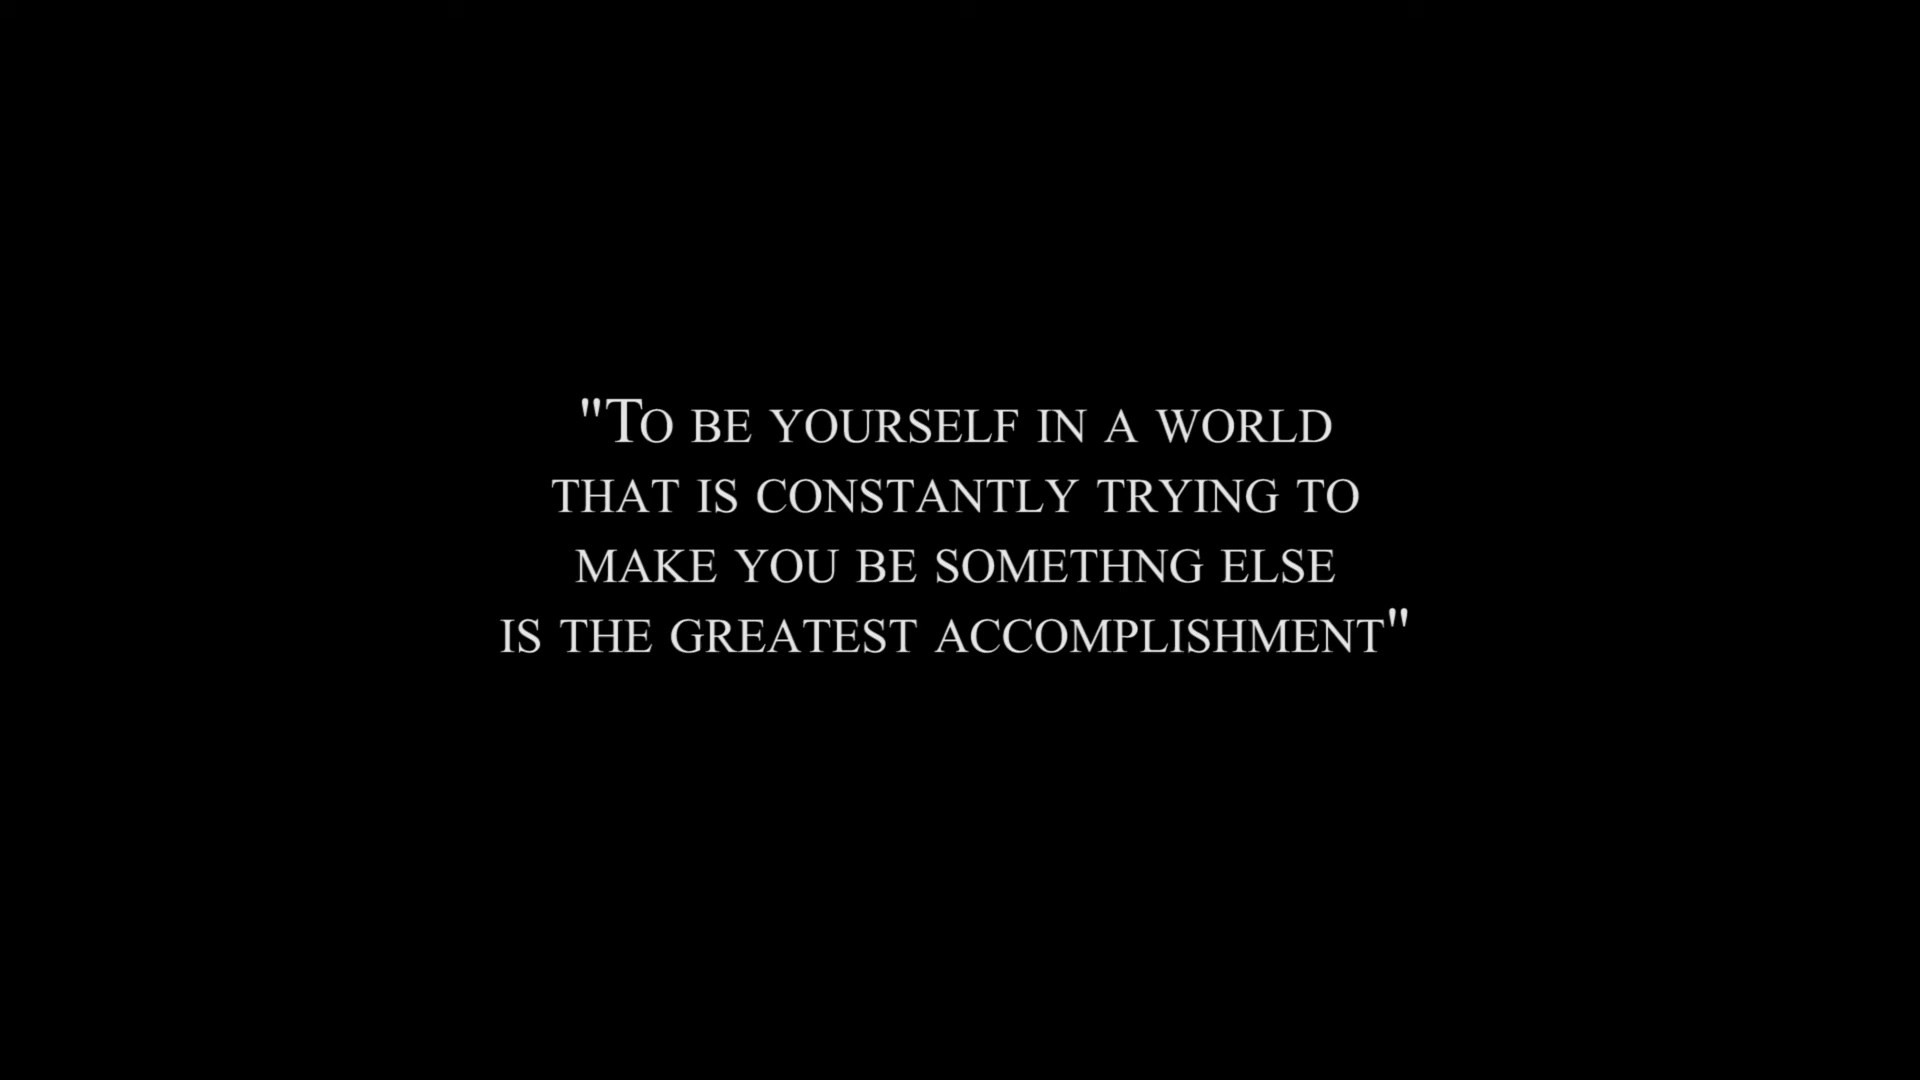 "To be yourself in a world
that is constantly trying to
make you be somethng else
is the greatest accomplishment"